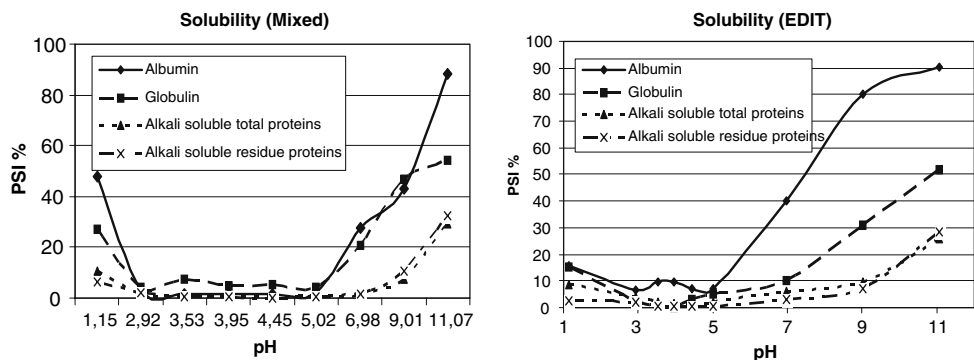 Solubility (Mixed)
PSI %
100
80
60
40
20
0
Albumin
Globulin
Alkali soluble total proteins
Alkali soluble residue proteins
1,15 2,92 3,53 3,95 4,45 5,02 6,98 9,01 11,07
pH
Solubility (EDIT)
PSI %
100
90
80
70
60
50
40
30
20
10
0
Albumin
Globulin
Alkali soluble total proteins
Alkali soluble residue proteins
1 3 5 7 9 11
pH